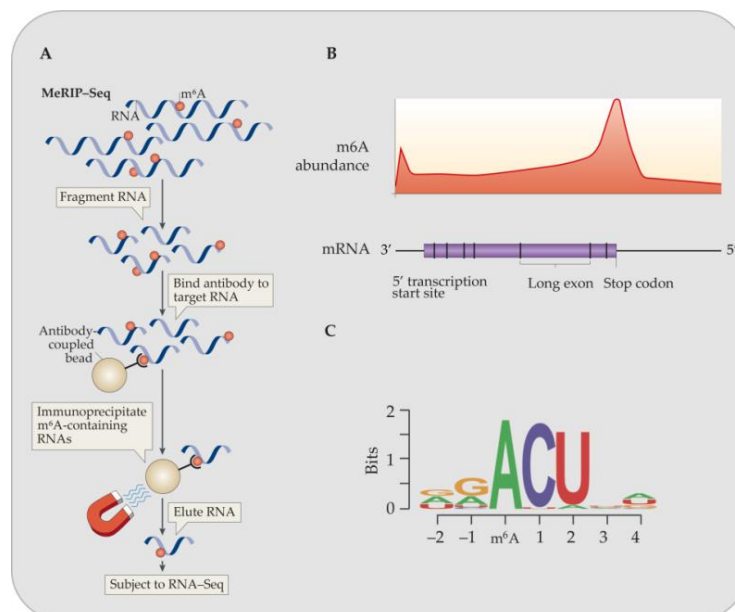 A
MeRIP–Seq
m⁶A
RNA
Fragment RNA
Bind antibody to
target RNA
Antibody-
coupled
bead
Immunoprecipitate
m⁶A-containing
RNAs
Elute RNA
Subject to RNA–Seq
B
m6A
abundance
mRNA 3′ 5′
5′ transcription
start site
Long exon
Stop codon
C
2
1
0
Bits
G G A C U
A A A
–2 –1 m⁶A 1 2 3 4